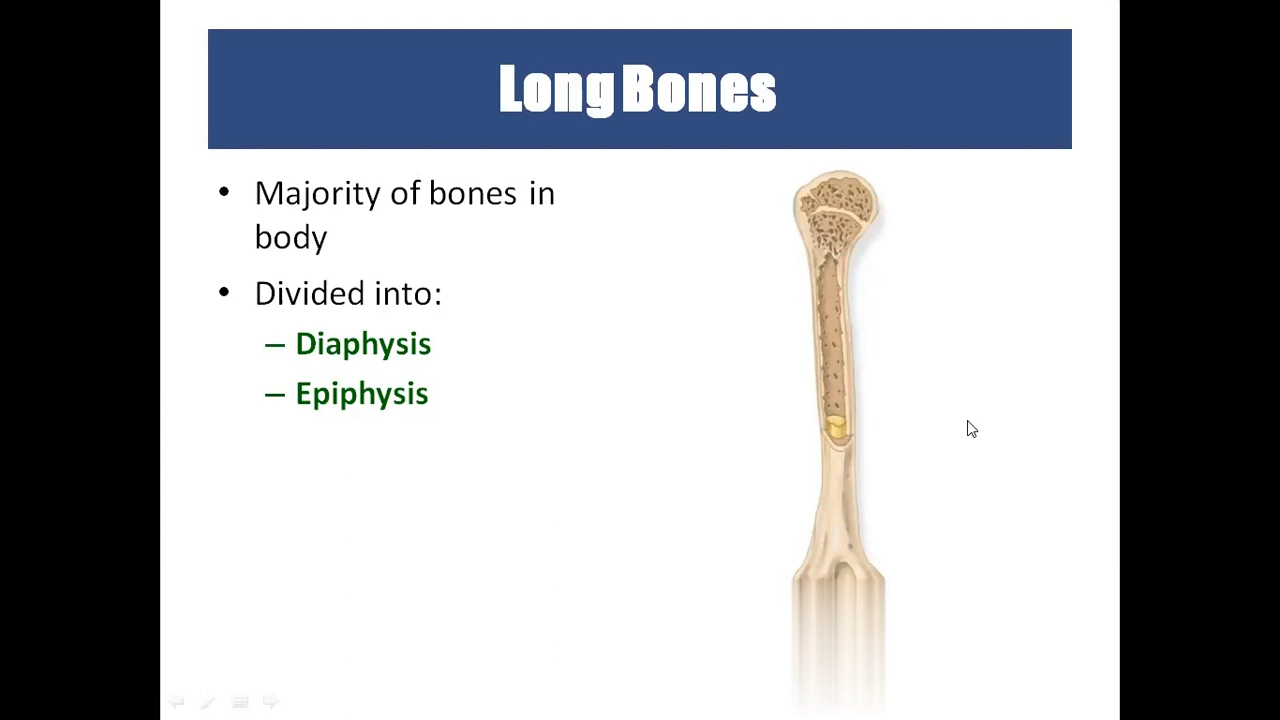 Long Bones
• Majority of bones in
body
• Divided into:
– Diaphysis
– Epiphysis